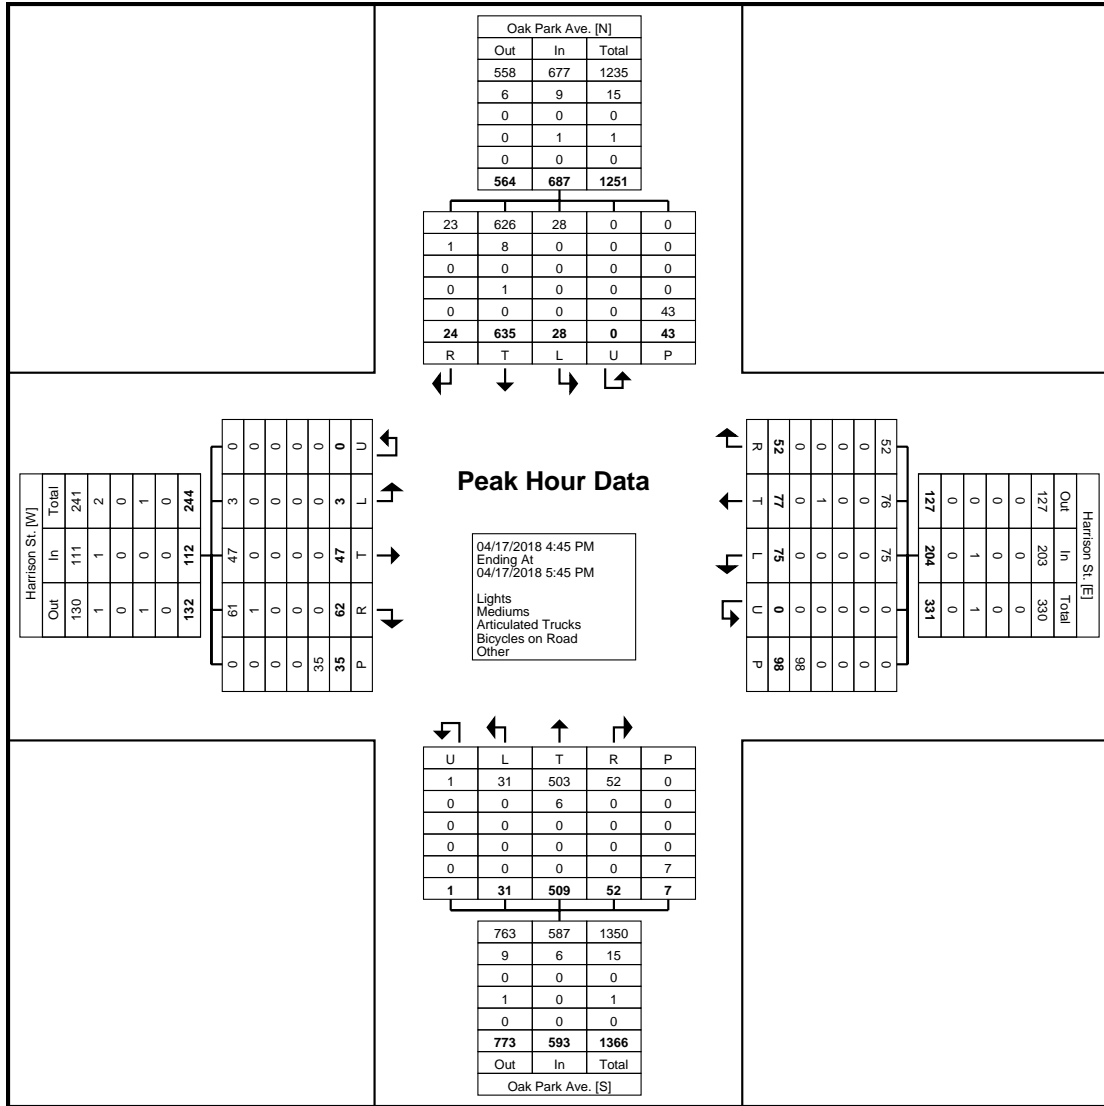 Oak Park Ave. [N]
Out In Total
558 677 1235
6 9 15
0 0 0
0 1 1
0 0 0
564 687 1251
23 626 28 0 0
1 8 0 0 0
0 0 0 0 0
0 1 0 0 0
0 0 0 0 43
24 635 28 0 43
R T L U P
Harrison St. [W]
Total 241 2 0 1 0 244
In 111 1 0 0 0 112
Out 130 1 0 1 0 132
0 0 0 0 0 0 U
3 0 0 0 0 3 L
47 0 0 0 0 47 T
61 1 0 0 0 62 R
0 0 0 0 35 35 P
Peak Hour Data
04/17/2018 4:45 PM
Ending At
04/17/2018 5:45 PM
Lights
Mediums
Articulated Trucks
Bicycles on Road
Other
R 52 0 0 0 0 52
T 77 0 1 0 0 76
L 75 0 0 0 0 75
U 0 0 0 0 0 0
P 98 98 0 0 0 0
127 0 0 0 0 127 Out
204 0 1 0 0 203 In
331 0 1 0 0 330 Total
Harrison St. [E]
U L T R P
1 31 503 52 0
0 0 6 0 0
0 0 0 0 0
0 0 0 0 0
0 0 0 0 7
1 31 509 52 7
763 587 1350
9 6 15
0 0 0
1 0 1
0 0 0
773 593 1366
Out In Total
Oak Park Ave. [S]